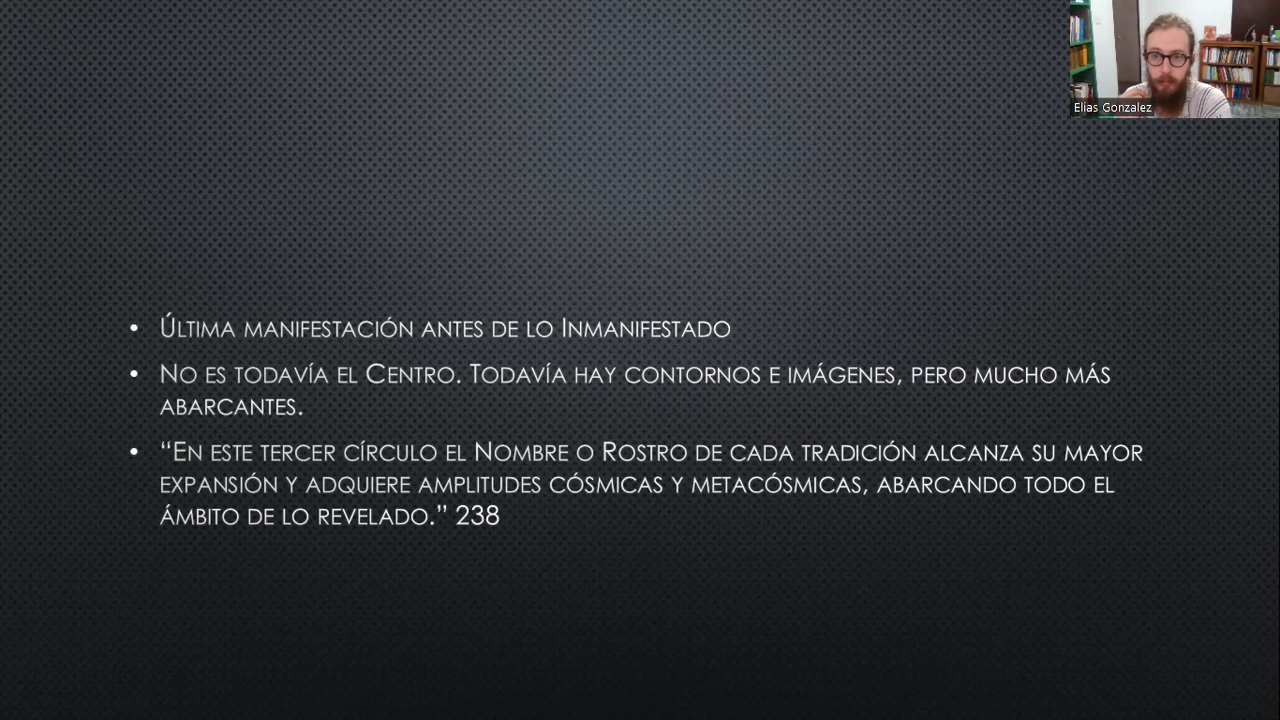 Elias Gonzalez
• Última manifestación antes de lo Inmanifestado
• No es todavía el Centro. Todavía hay contornos e imágenes, pero mucho más
abarcantes.
• “En este tercer círculo el Nombre o Rostro de cada tradición alcanza su mayor
expansión y adquiere amplitudes cósmicas y metacósmicas, abarcando todo el
ámbito de lo revelado.” 238